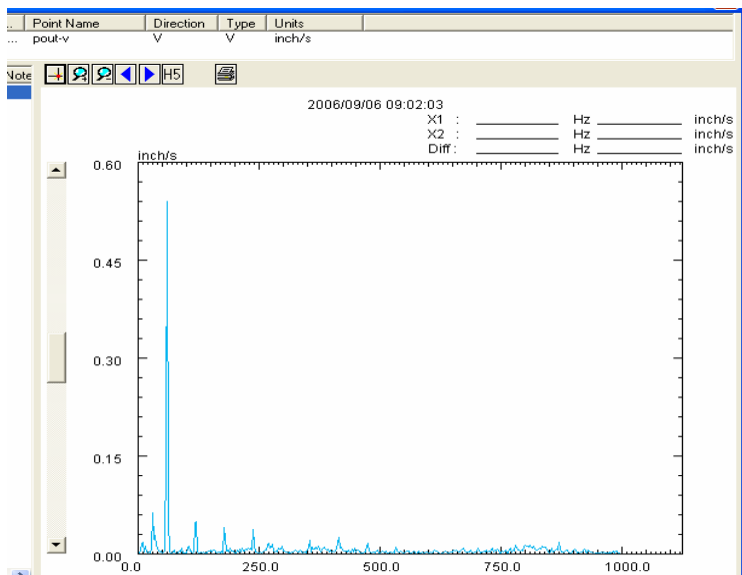 ... Point Name Direction Type Units
... pout-v V V inch/s
Note
H5
2006/09/06 09:02:03
X1 : Hz inch/s
X2 : Hz inch/s
Diff : Hz inch/s
inch/s
0.60
0.45
0.30
0.15
0.00
0.0 250.0 500.0 750.0 1000.0